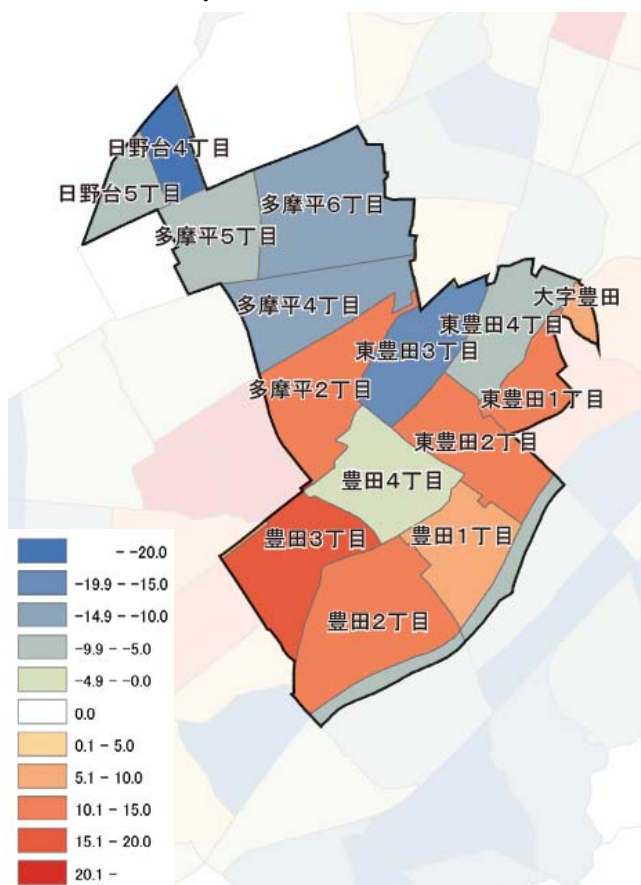 日野台4丁目
日野台5丁目
多摩平6丁目
多摩平5丁目
大字豊田
多摩平4丁目
東豊田4丁目
東豊田3丁目
多摩平2丁目
東豊田1丁目
東豊田2丁目
豊田4丁目
豊田3丁目
豊田1丁目
豊田2丁目
- -20.0
-19.9 - -15.0
-14.9 - -10.0
-9.9 - -5.0
-4.9 - -0.0
0.0
0.1 - 5.0
5.1 - 10.0
10.1 - 15.0
15.1 - 20.0
20.1 -